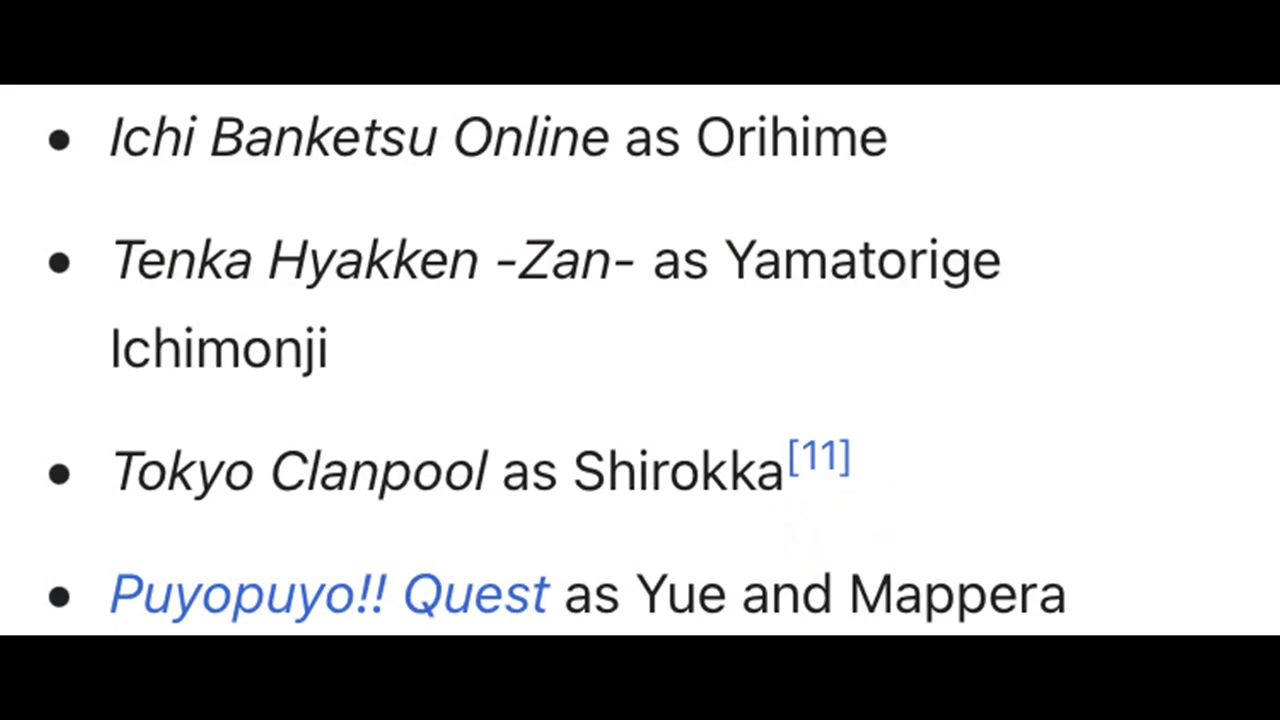 • Ichi Banketsu Online as Orihime
• Tenka Hyakken -Zan- as Yamatorige
Ichimonji
• Tokyo Clanpool as Shirokka[11]
• Puyopuyo!! Quest as Yue and Mappera